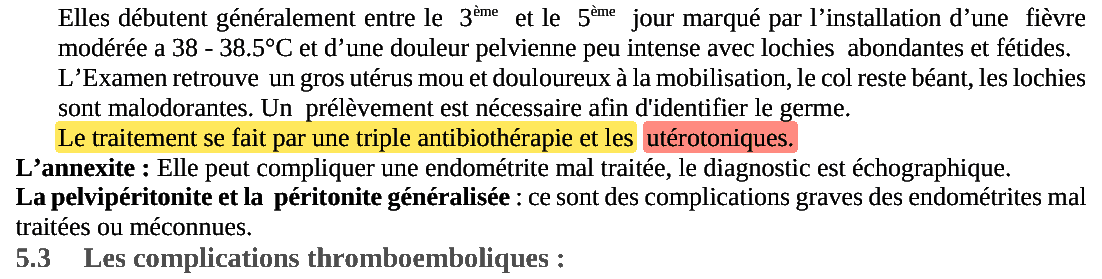 Elles débutent généralement entre le 3ème et le 5ème jour marqué par l’installation d’une fièvre
modérée a 38 - 38.5°C et d’une douleur pelvienne peu intense avec lochies abondantes et fétides.
L’Examen retrouve un gros utérus mou et douloureux à la mobilisation, le col reste béant, les lochies
sont malodorantes. Un prélèvement est nécessaire afin d'identifier le germe.
Le traitement se fait par une triple antibiothérapie et les utérotoniques.
L’annexite : Elle peut compliquer une endométrite mal traitée, le diagnostic est échographique.
La pelvipéritonite et la péritonite généralisée : ce sont des complications graves des endométrites mal
traitées ou méconnues.
5.3 Les complications thromboemboliques :